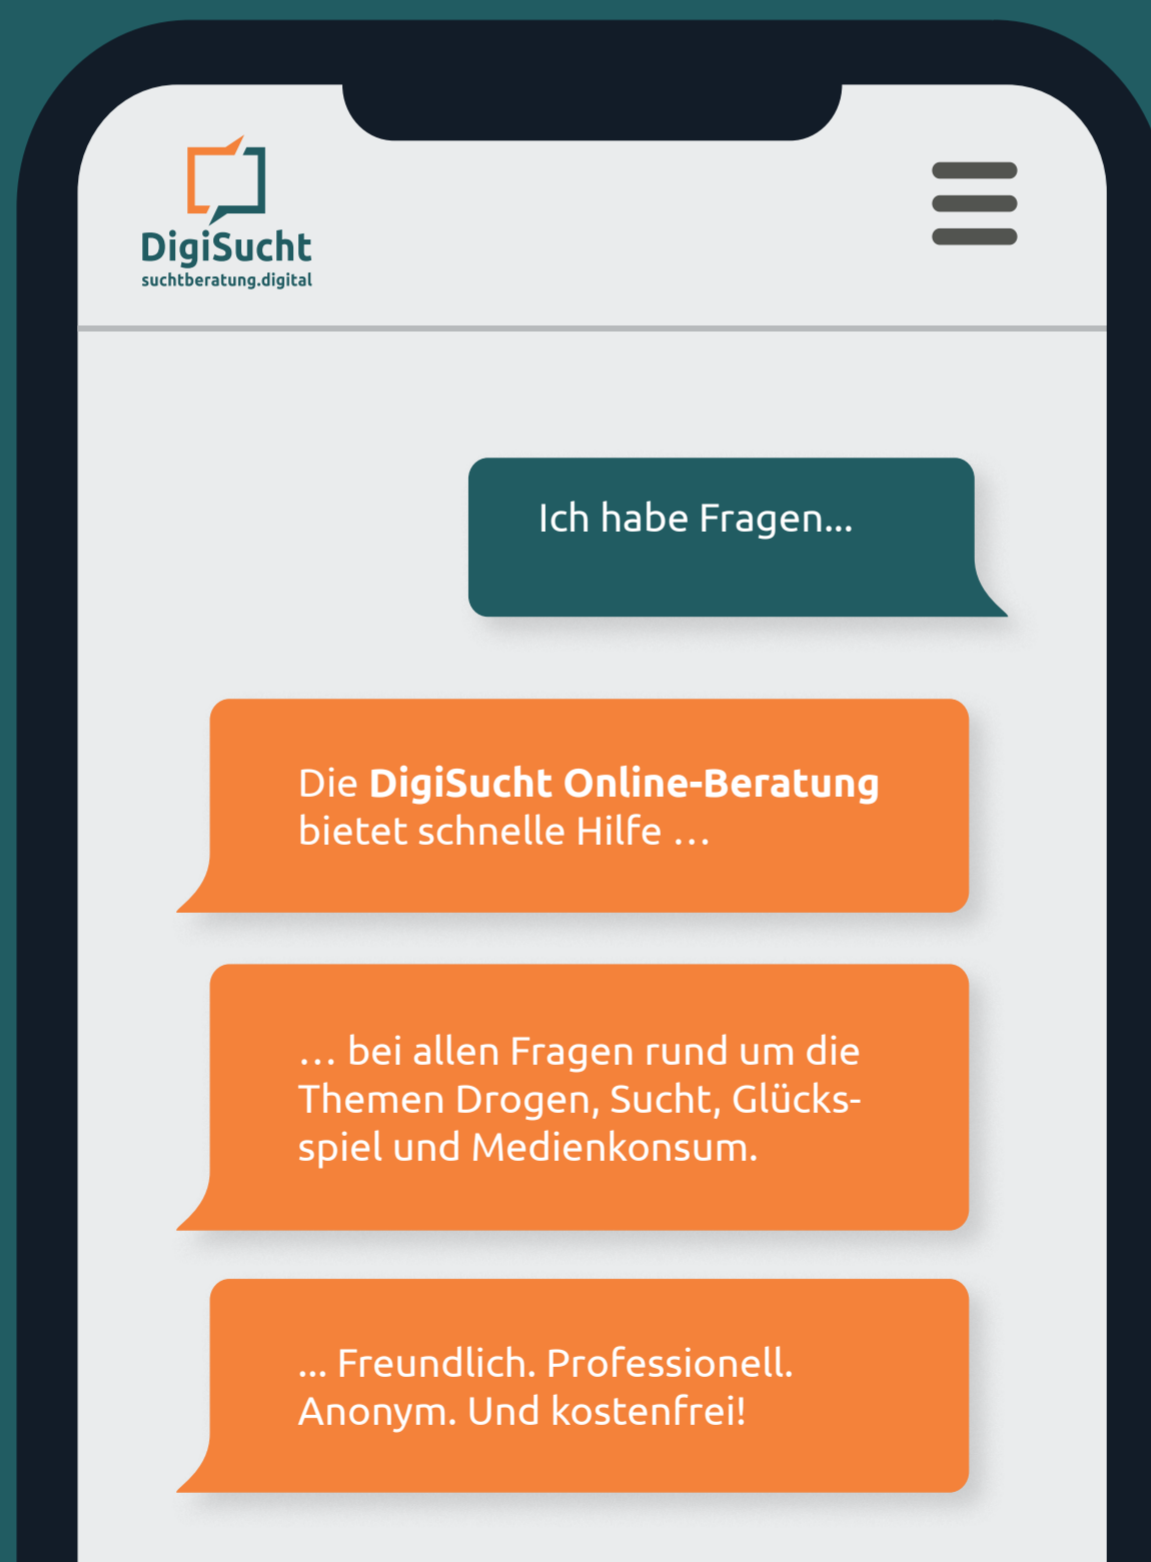 DigiSucht
suchtberatung.digital
Ich habe Fragen...
Die DigiSucht Online-Beratung
bietet schnelle Hilfe …
… bei allen Fragen rund um die
Themen Drogen, Sucht, Glücks-
spiel und Medienkonsum.
... Freundlich. Professionell.
Anonym. Und kostenfrei!